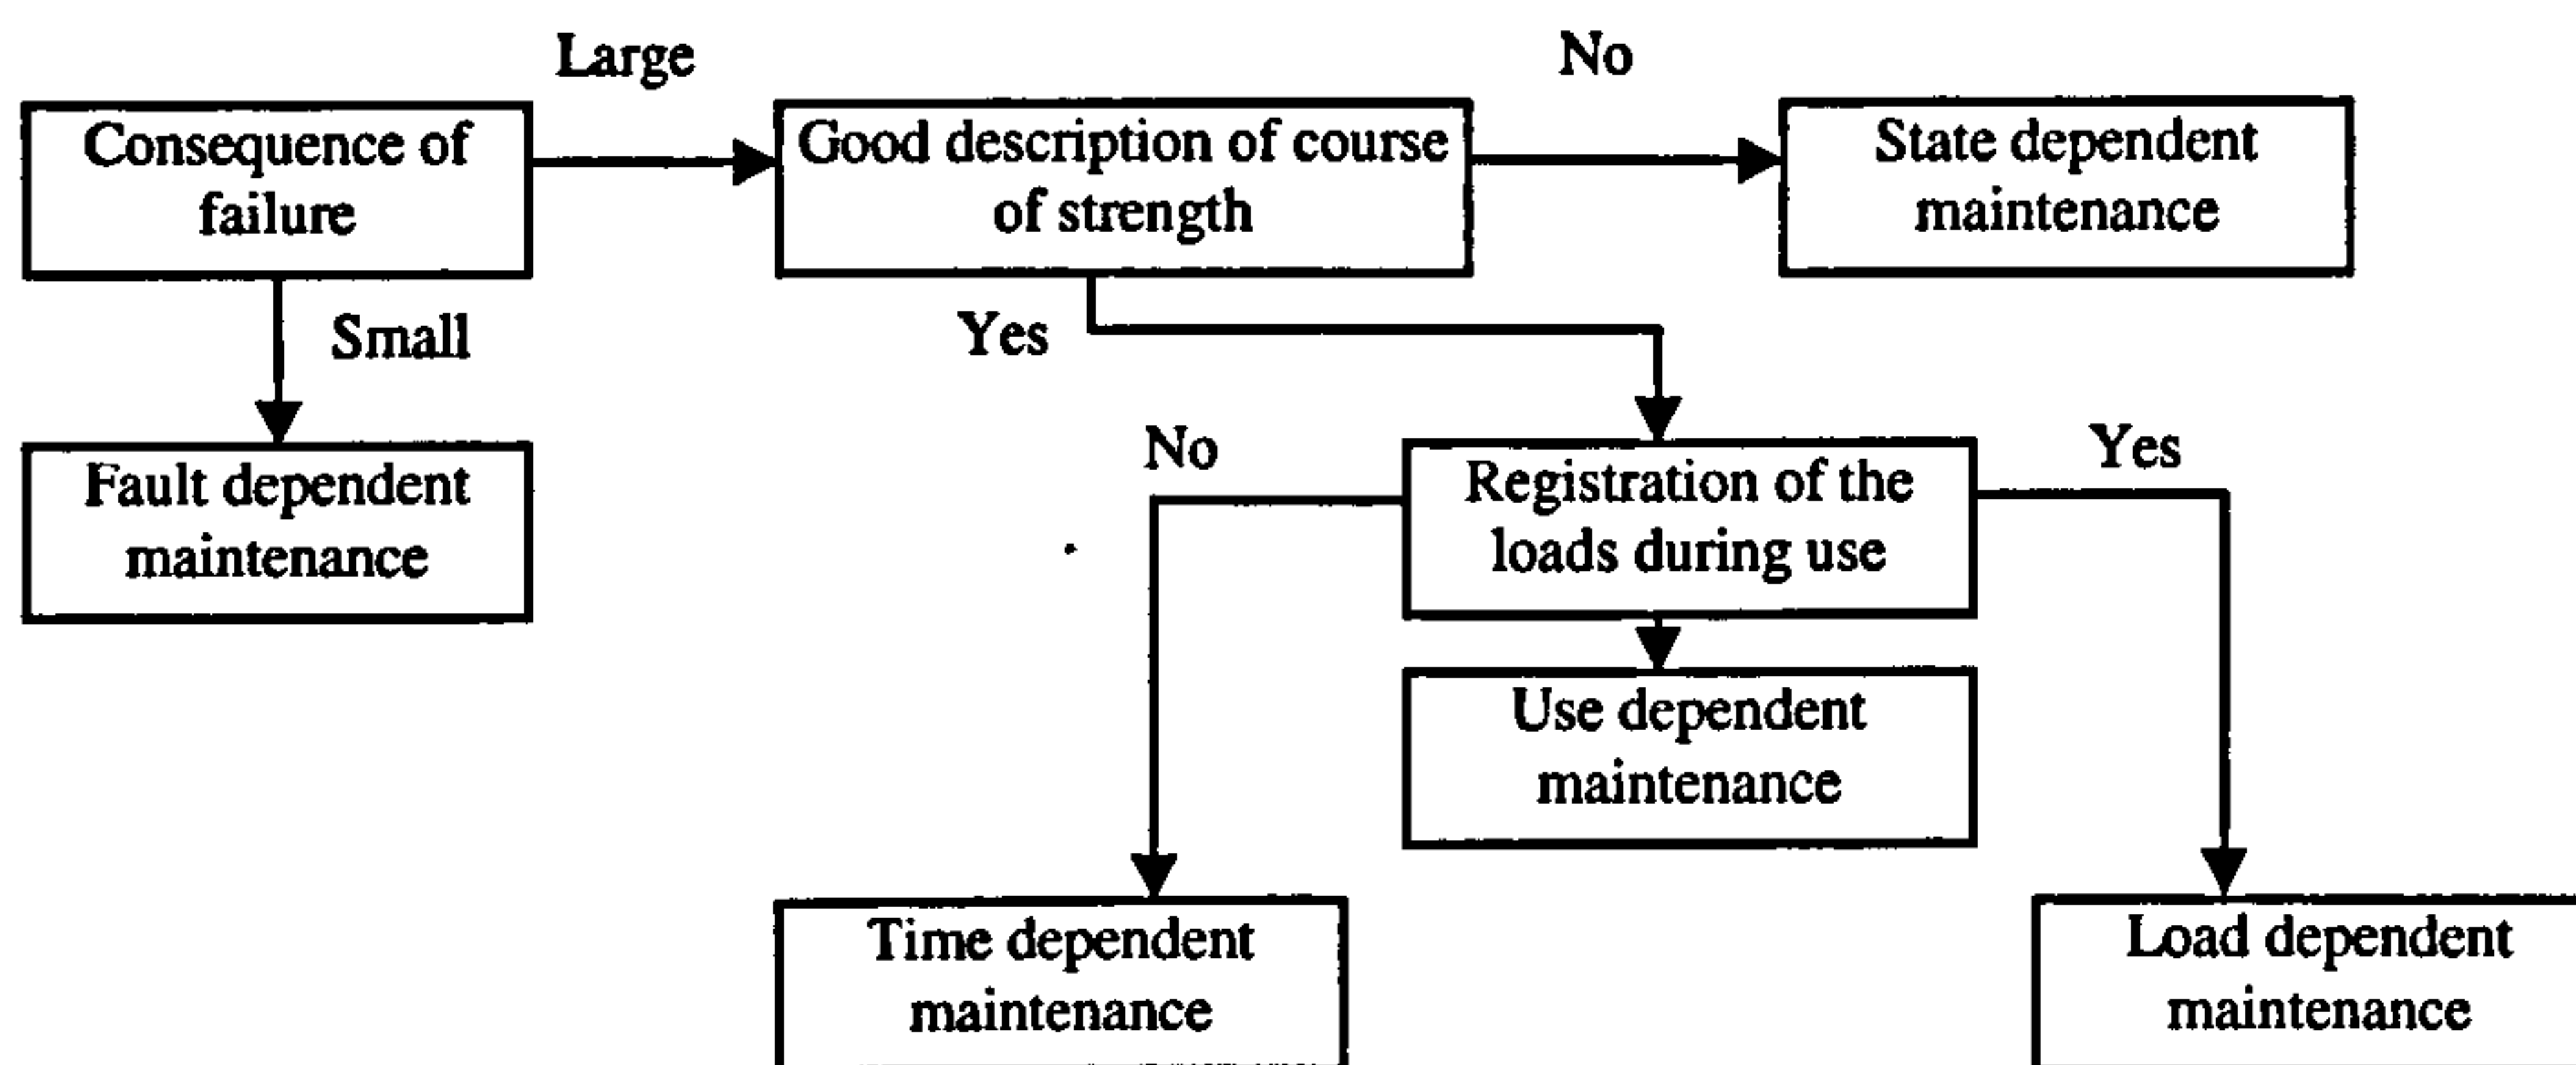 Large
No
Consequence of
failure
Good description of course
of strength
State dependent
maintenance
Small
Yes
Fault dependent
maintenance
No
Registration of the
loads during use
Yes
Use dependent
maintenance
Time dependent
maintenance
Load dependent
maintenance